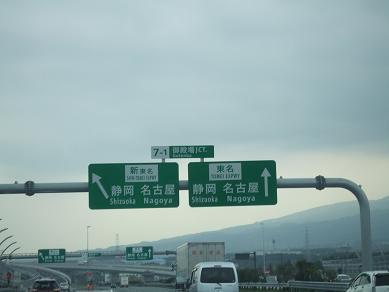 7-1 御殿場JCT.
Gotemba
新東名
SHIN-TOMEI EXPWY
静岡 名古屋
Shizuoka Nagoya
東名
TOMEI EXPWY
静岡 名古屋
Shizuoka Nagoya